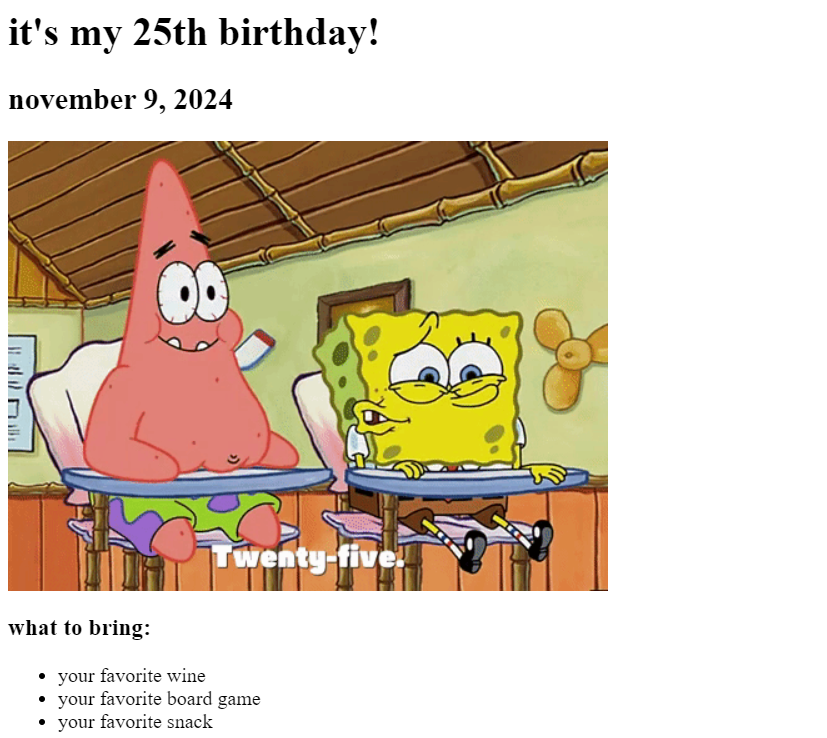 it's my 25th birthday!
november 9, 2024
Twenty-five.
what to bring:
your favorite wine
your favorite board game
your favorite snack